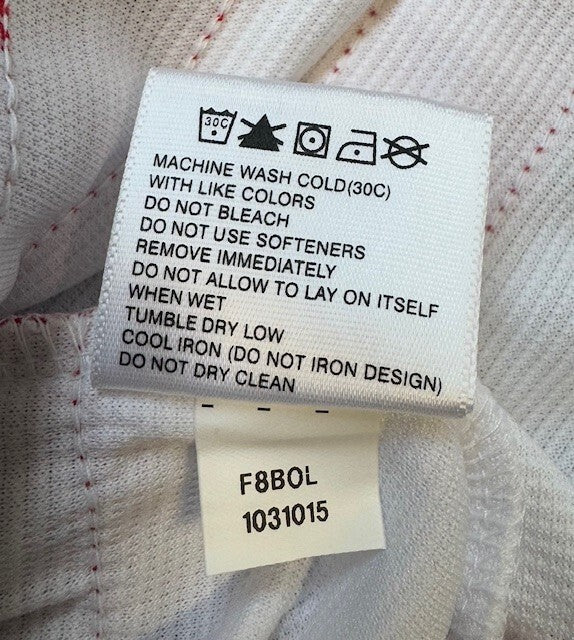 30C
MACHINE WASH COLD(30C)
WITH LIKE COLORS
DO NOT BLEACH
DO NOT USE SOFTENERS
REMOVE IMMEDIATELY
DO NOT ALLOW TO LAY ON ITSELF
WHEN WET
TUMBLE DRY LOW
COOL IRON (DO NOT IRON DESIGN)
DO NOT DRY CLEAN
F8BOL
1031015